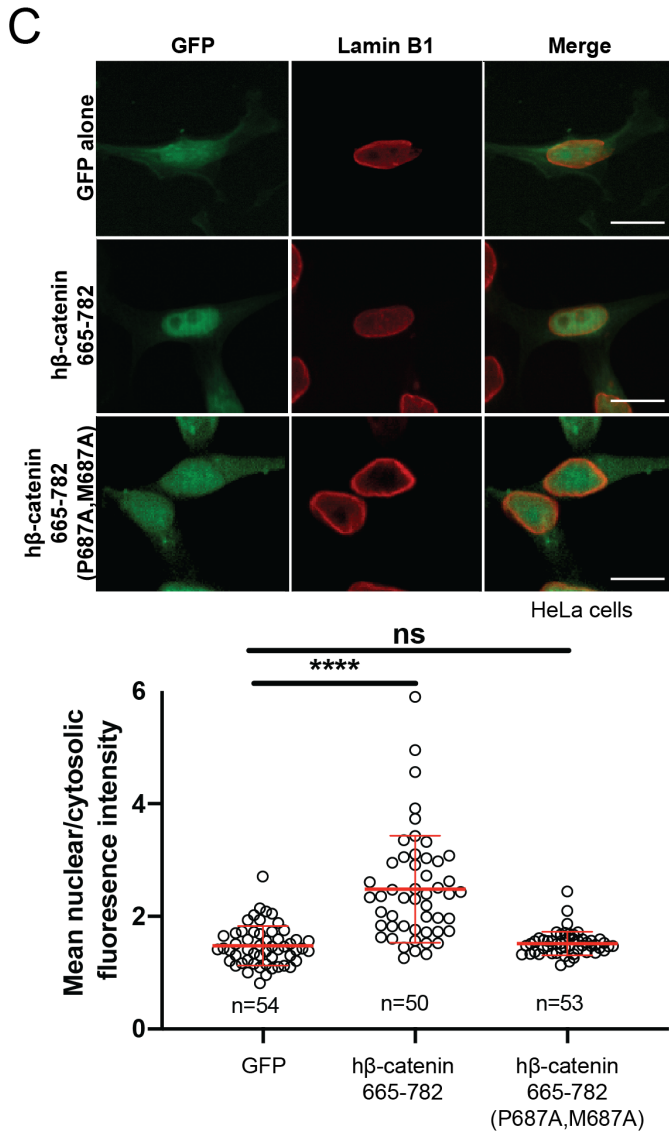 C
GFP
Lamin B1
Merge
GFP alone
hβ-catenin
665-782
hβ-catenin
665-782
(P687A,M687A)
HeLa cells
ns
****
Mean nuclear/cytosolic
fluoresence intensity
6
4
2
0
n=54
n=50
n=53
GFP
hβ-catenin
665-782
hβ-catenin
665-782
(P687A,M687A)